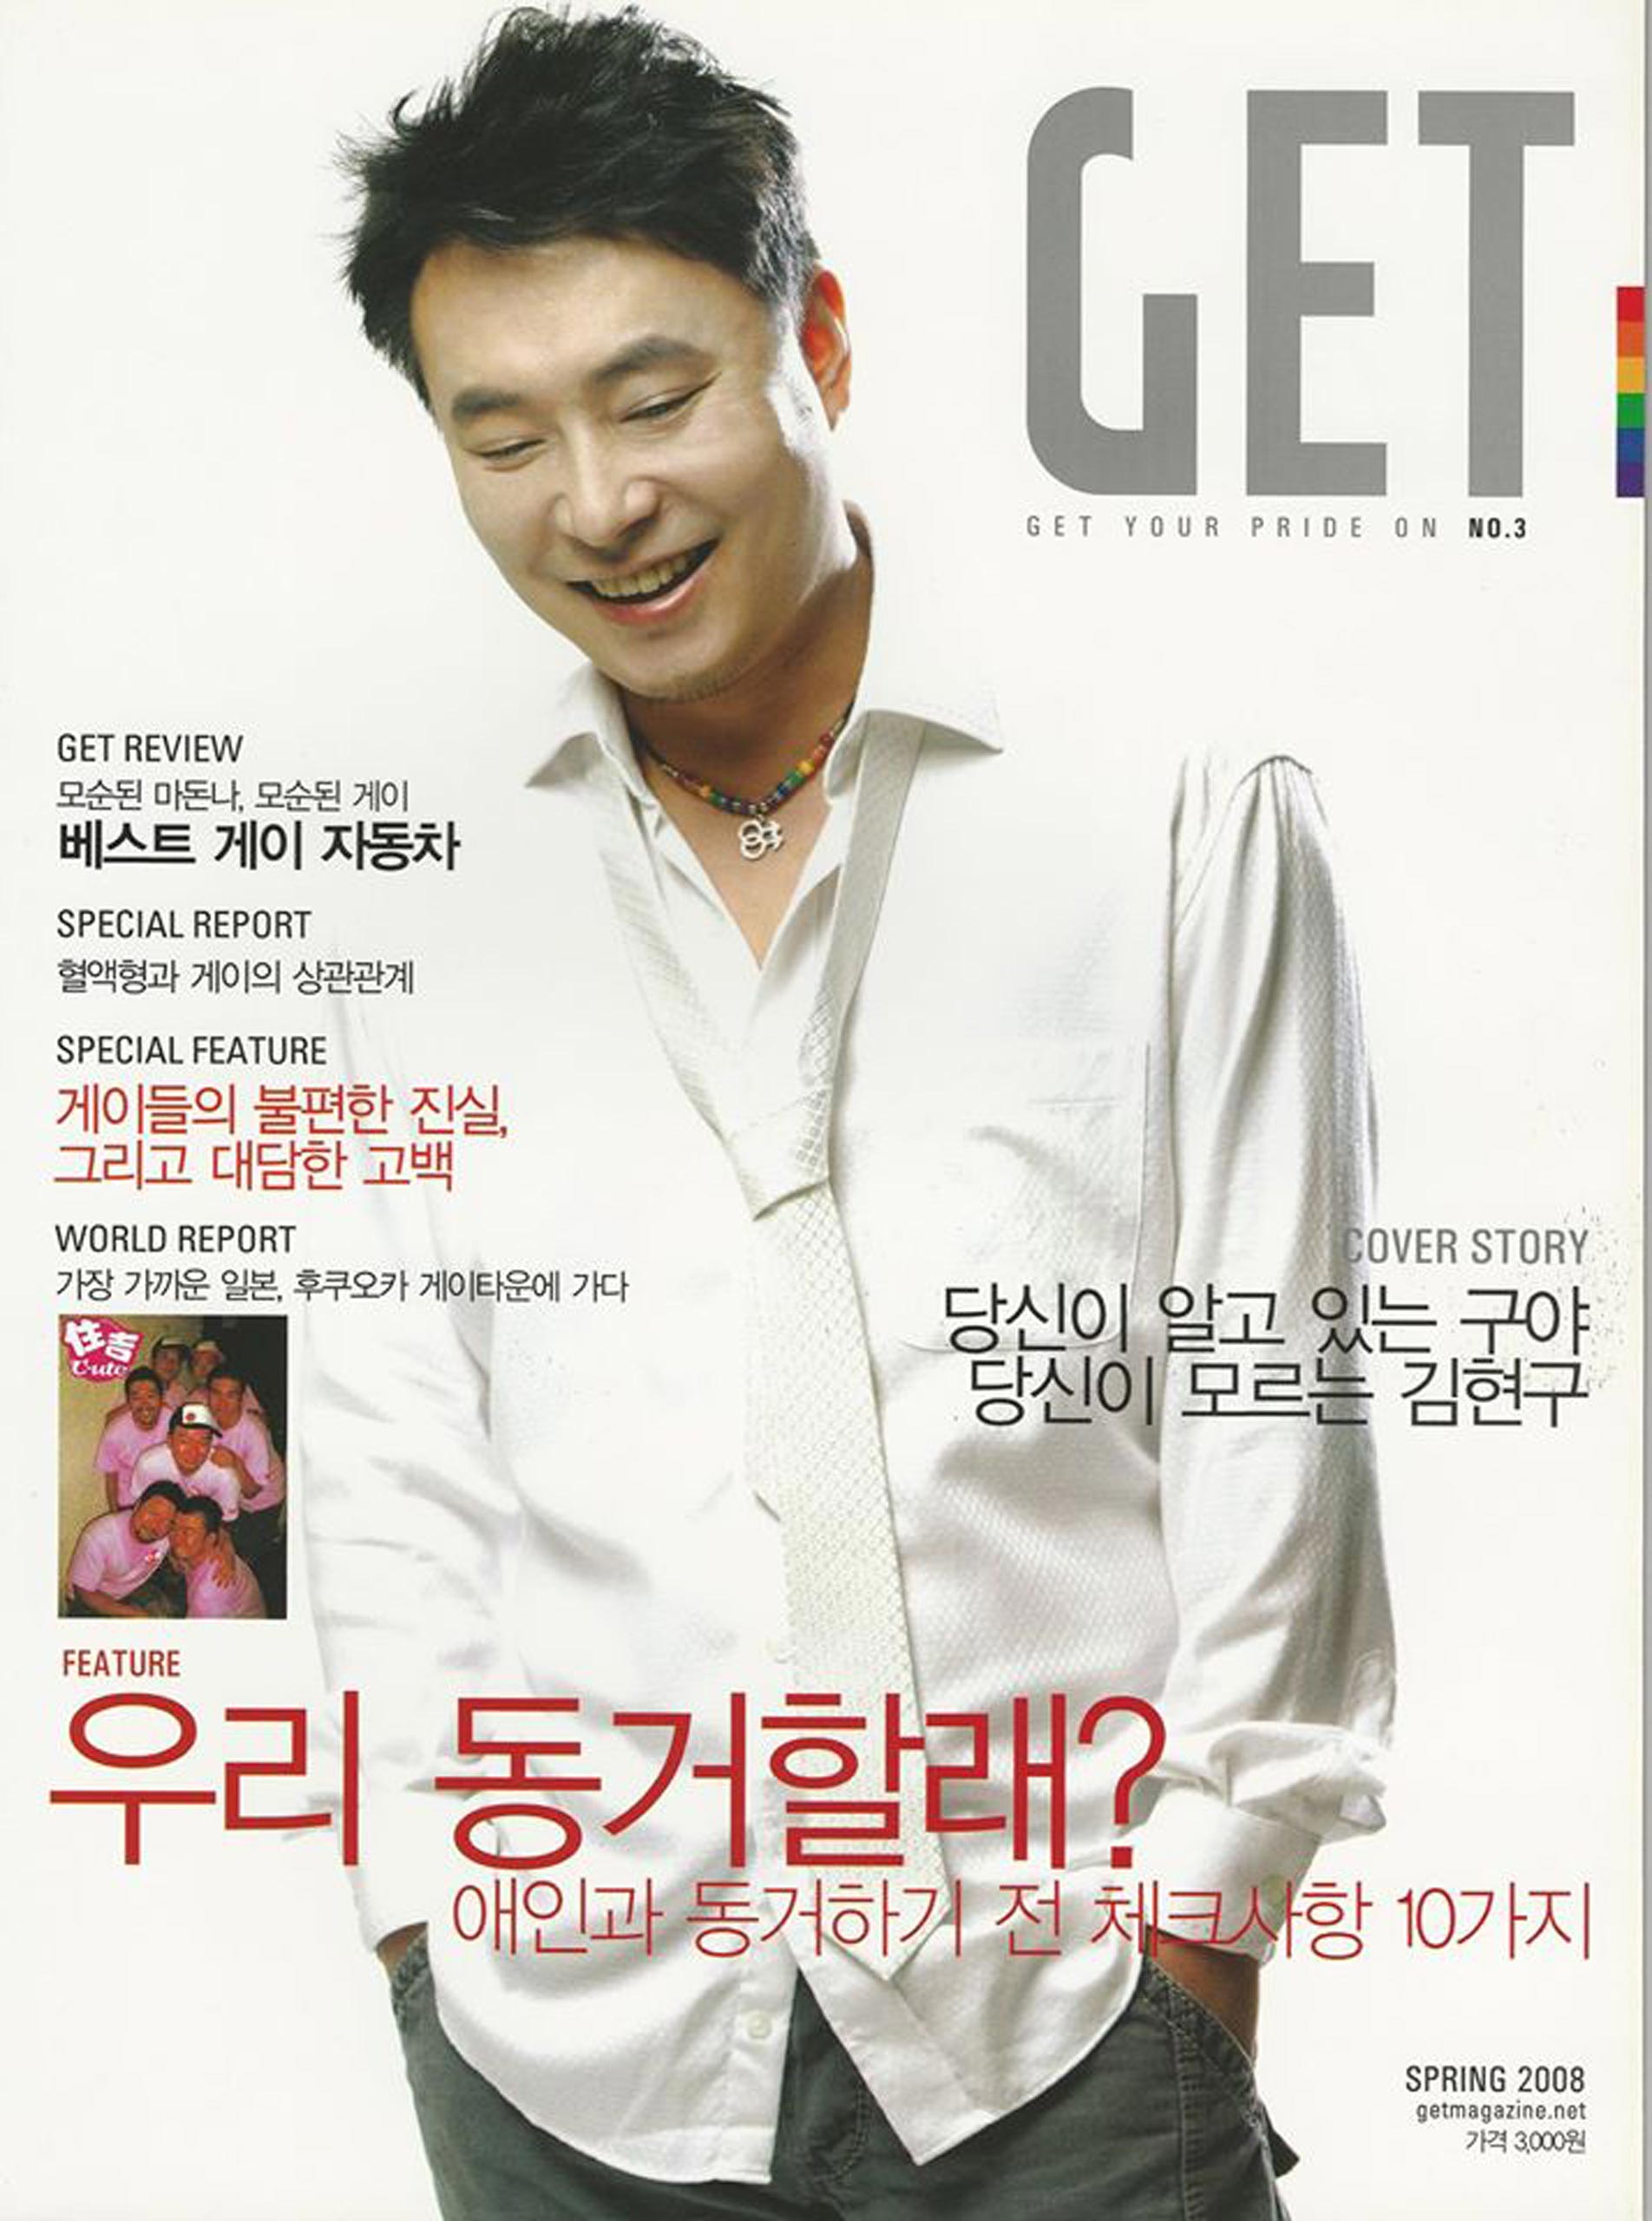 GET
GET YOUR PRIDE ON NO.3
GET REVIEW
모순된 마돈나, 모순된 게이
베스트 게이 자동차
SPECIAL REPORT
혈액형과 게이의 상관관계
SPECIAL FEATURE
게이들의 불편한 진실,
그리고 대담한 고백
WORLD REPORT
가장 가까운 일본, 후쿠오카 게이타운에 가다
住吉
Cute
COVER STORY
당신이 알고 있는 구야
당신이 모르는 김현구
FEATURE
우리 동거할래?
애인과 동거하기 전 체크사항 10가지
SPRING 2008
getmagazine.net
가격 3,000원